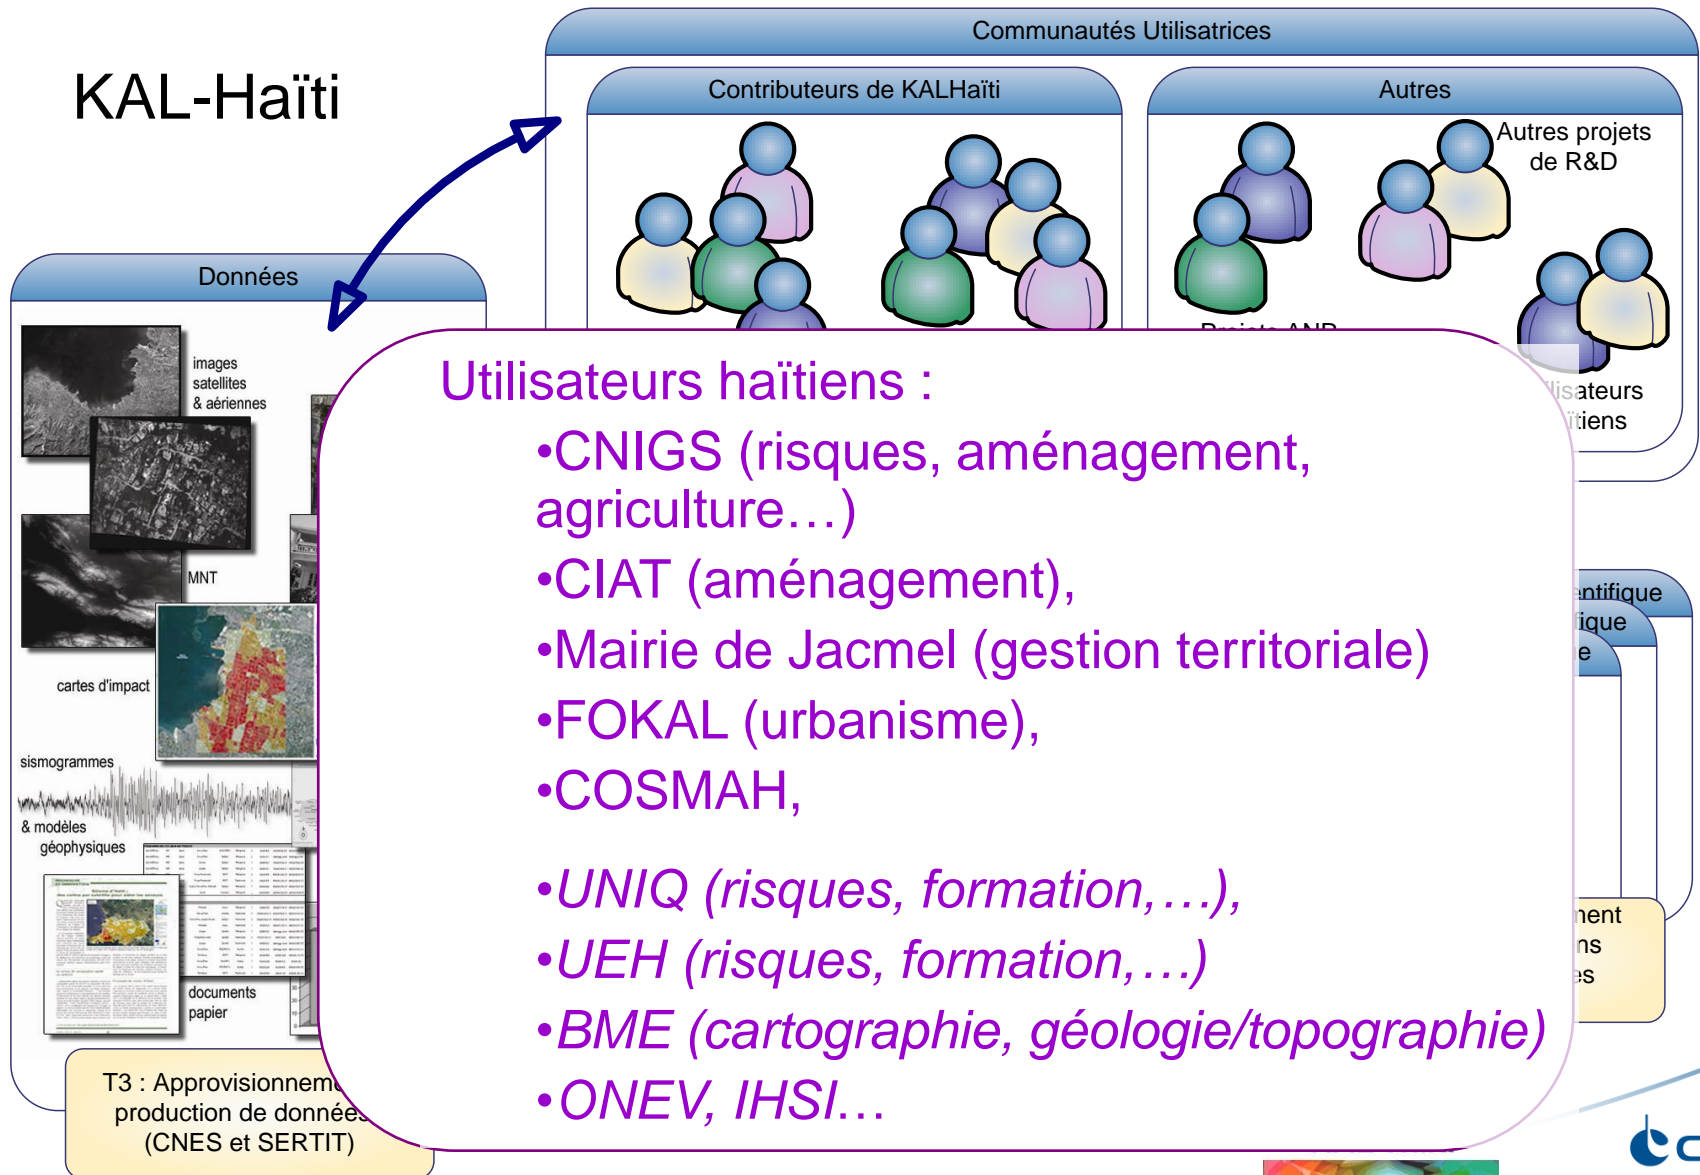 KAL-Haïti
Communautés Utilisatrices
Contributeurs de KALHaïti
Autres
Autres projets
de R&D
Données
images
satellites
& aériennes
MNT
cartes d'impact
sismogrammes
& modèles
géophysiques
documents
papier
T3 :
production de
(CNES et SERTIT)
Utilisateurs haïtiens :
•CNIGS (risques, aménagement,
agriculture…)
•CIAT (aménagement),
•Mairie de Jacmel (gestion territoriale)
•FOKAL (urbanisme),
•COSMAH,
•UNIQ (risques, formation,…),
•UEH (risques, formation,…)
•BME (cartographie, géologie/topographie)
•ONEV, IHSI…